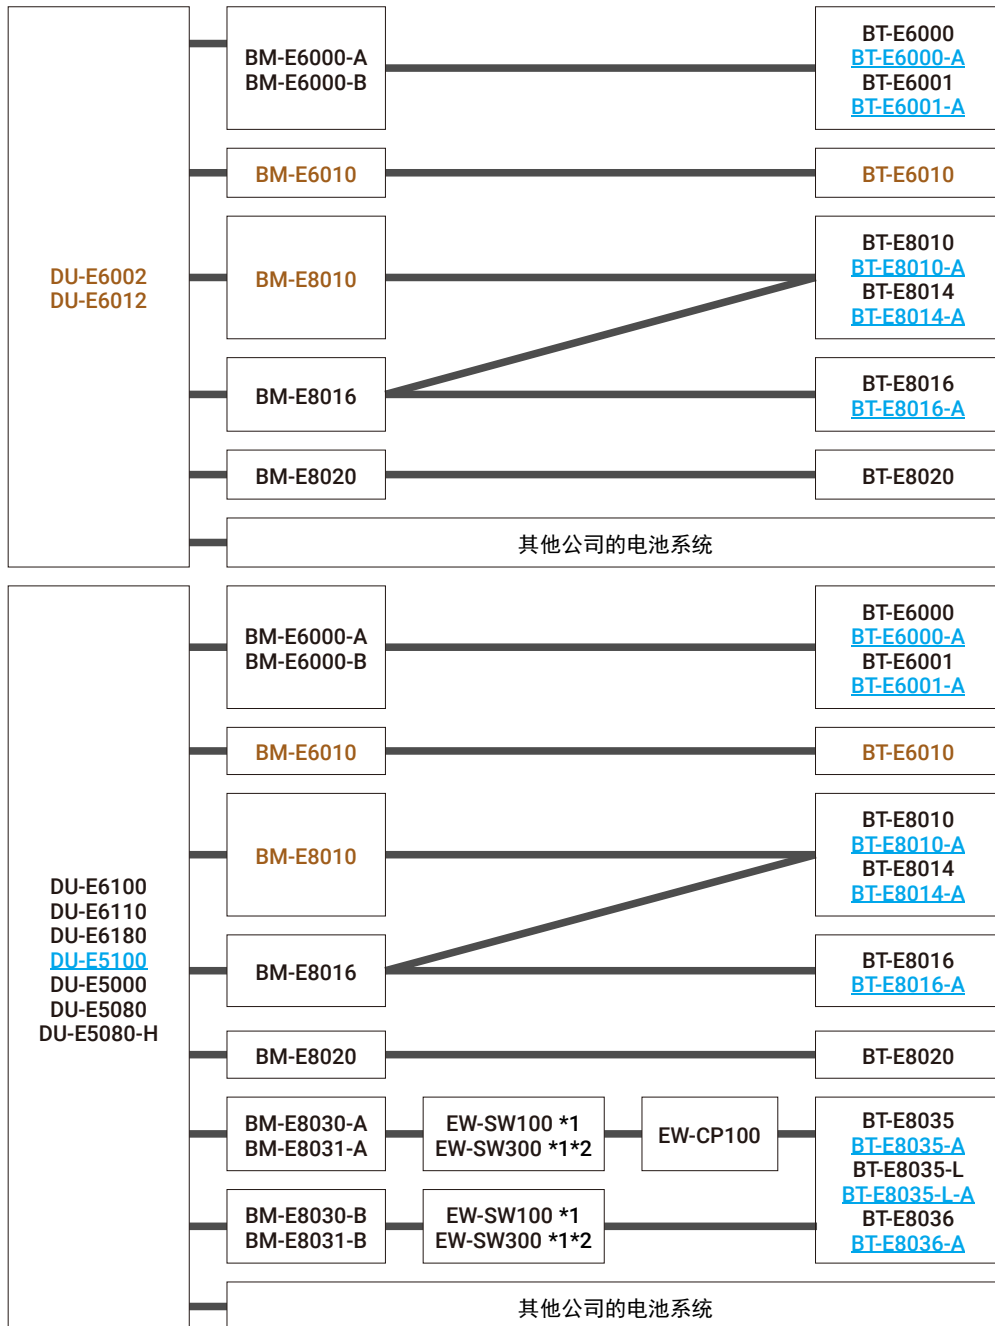 DU-E6002
DU-E6012
BM-E6000-A
BM-E6000-B
BT-E6000
BT-E6000-A
BT-E6001
BT-E6001-A
BM-E6010
BT-E6010
BM-E8010
BT-E8010
BT-E8010-A
BT-E8014
BT-E8014-A
BM-E8016
BT-E8016
BT-E8016-A
BM-E8020
BT-E8020
其他公司的电池系统
DU-E6100
DU-E6110
DU-E6180
DU-E5100
DU-E5000
DU-E5080
DU-E5080-H
BM-E6000-A
BM-E6000-B
BT-E6000
BT-E6000-A
BT-E6001
BT-E6001-A
BM-E6010
BT-E6010
BM-E8010
BT-E8010
BT-E8010-A
BT-E8014
BT-E8014-A
BM-E8016
BT-E8016
BT-E8016-A
BM-E8020
BT-E8020
BM-E8030-A
BM-E8031-A
EW-SW100 *1
EW-SW300 *1*2
EW-CP100
BT-E8035
BT-E8035-A
BT-E8035-L
BT-E8035-L-A
BT-E8036
BT-E8036-A
BM-E8030-B
BM-E8031-B
EW-SW100 *1
EW-SW300 *1*2
其他公司的电池系统